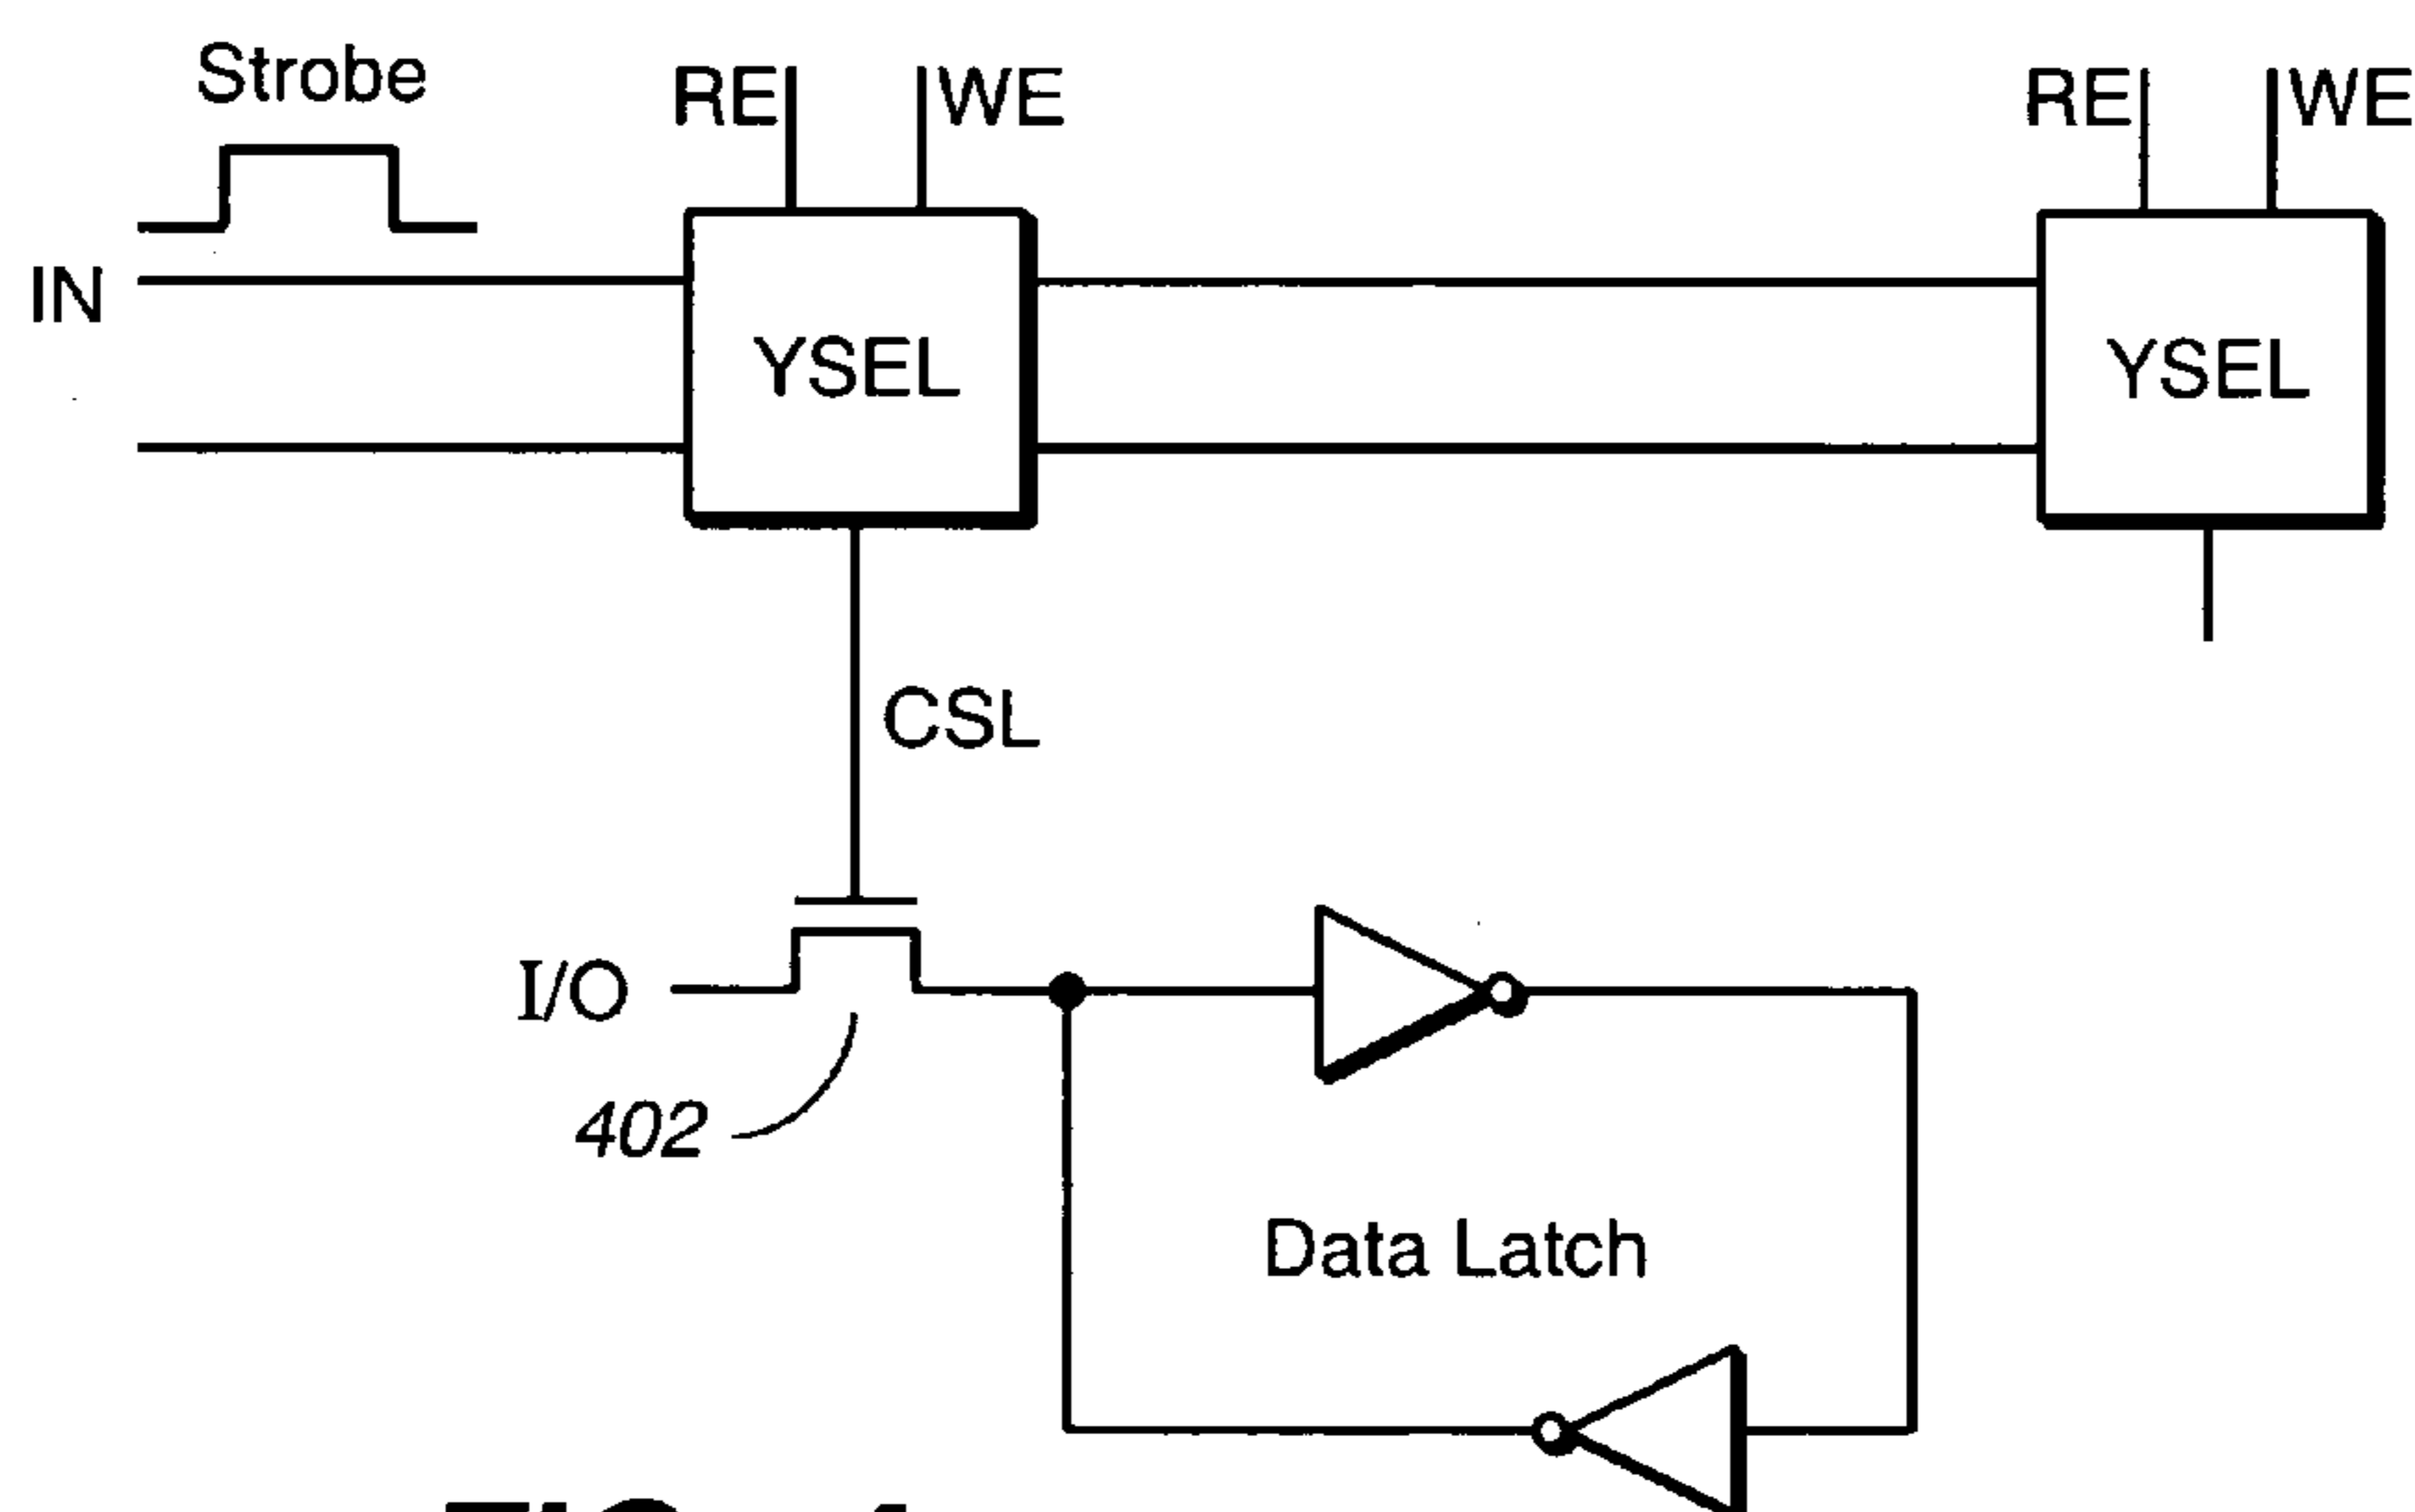 Strobe
RE
WE
RE
WE
IN
YSEL
YSEL
CSL
I/O
402
Data Latch